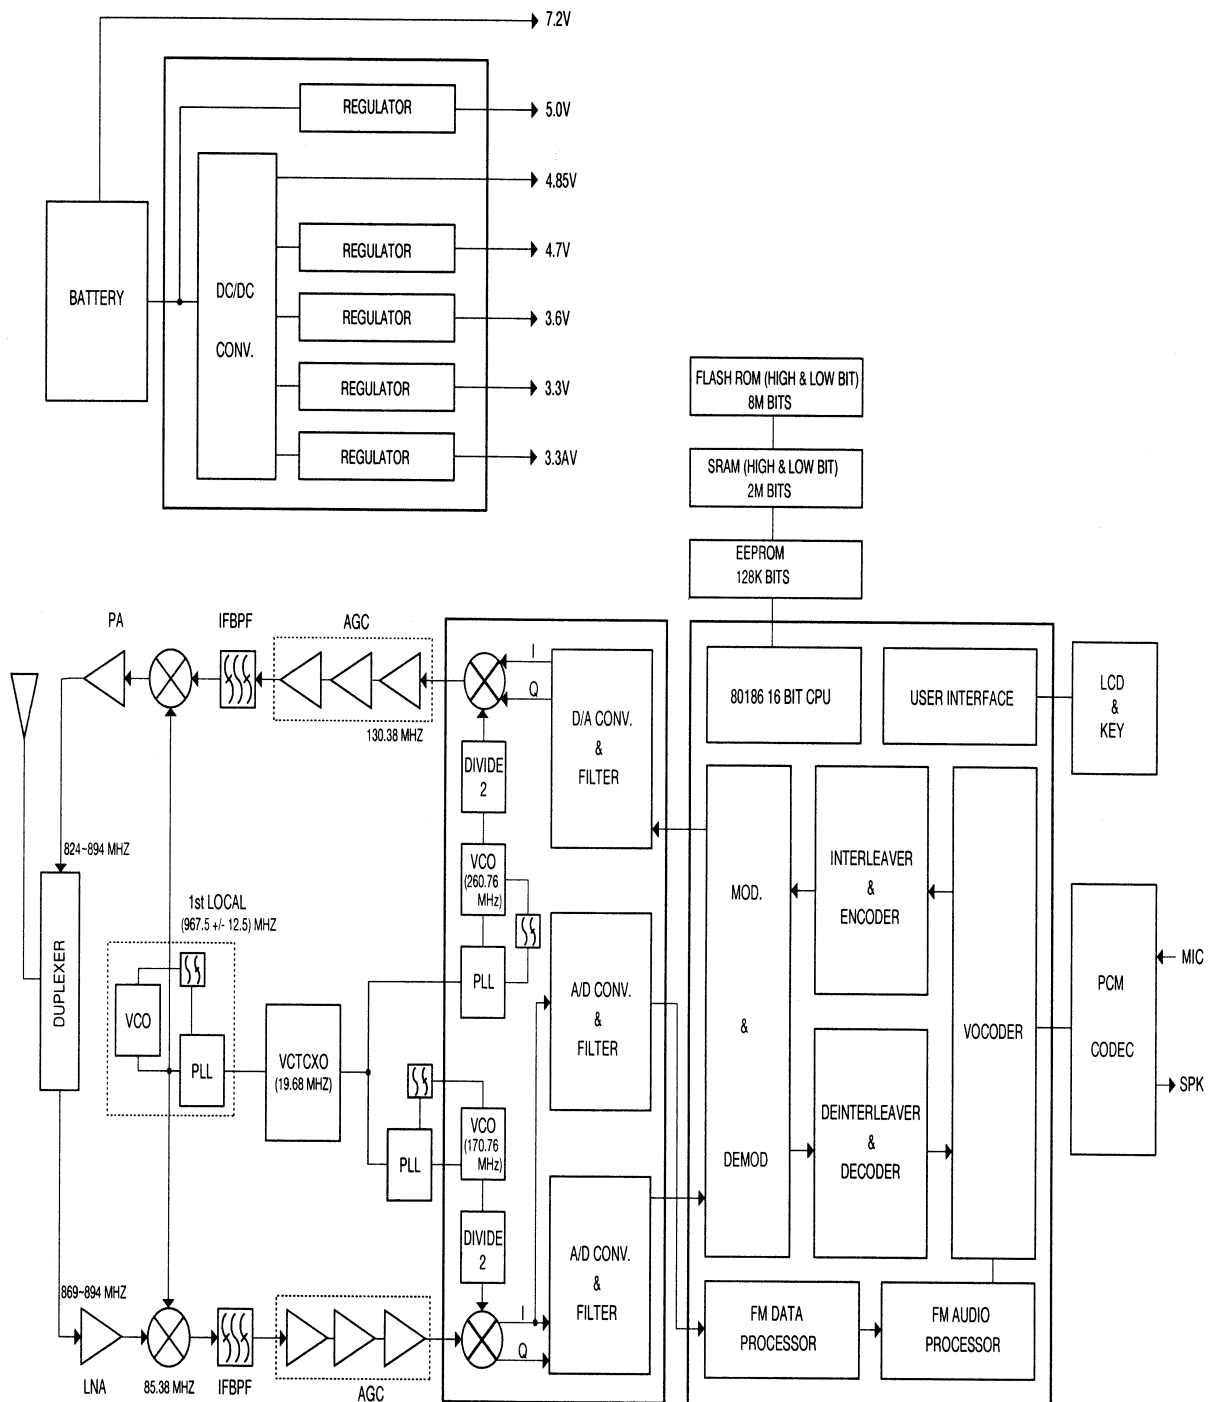 7.2V
REGULATOR
5.0V
4.85V
REGULATOR
4.7V
BATTERY
DC/DC
CONV.
REGULATOR
3.6V
REGULATOR
3.3V
REGULATOR
3.3AV
FLASH ROM (HIGH & LOW BIT)
8M BITS
SRAM (HIGH & LOW BIT)
2M BITS
EEPROM
128K BITS
PA
IFBPF
AGC
130.38 MHZ
I
Q
D/A CONV.
&
FILTER
DIVIDE
2
80186 16 BIT CPU
USER INTERFACE
LCD
&
KEY
824~894 MHZ
DUPLEXER
1st LOCAL
(967.5 +/- 12.5) MHZ
VCO
PLL
VCTCXO
(19.68 MHZ)
VCO
(260.76
MHz)
PLL
A/D CONV.
&
FILTER
MOD.
&
DEMOD
INTERLEAVER
&
ENCODER
DEINTERLEAVER
&
DECODER
VOCODER
PCM
CODEC
MIC
SPK
PLL
VCO
(170.76
MHz)
DIVIDE
2
A/D CONV.
&
FILTER
I
Q
869~894 MHZ
LNA
85.38 MHZ
IFBPF
AGC
FM DATA
PROCESSOR
FM AUDIO
PROCESSOR